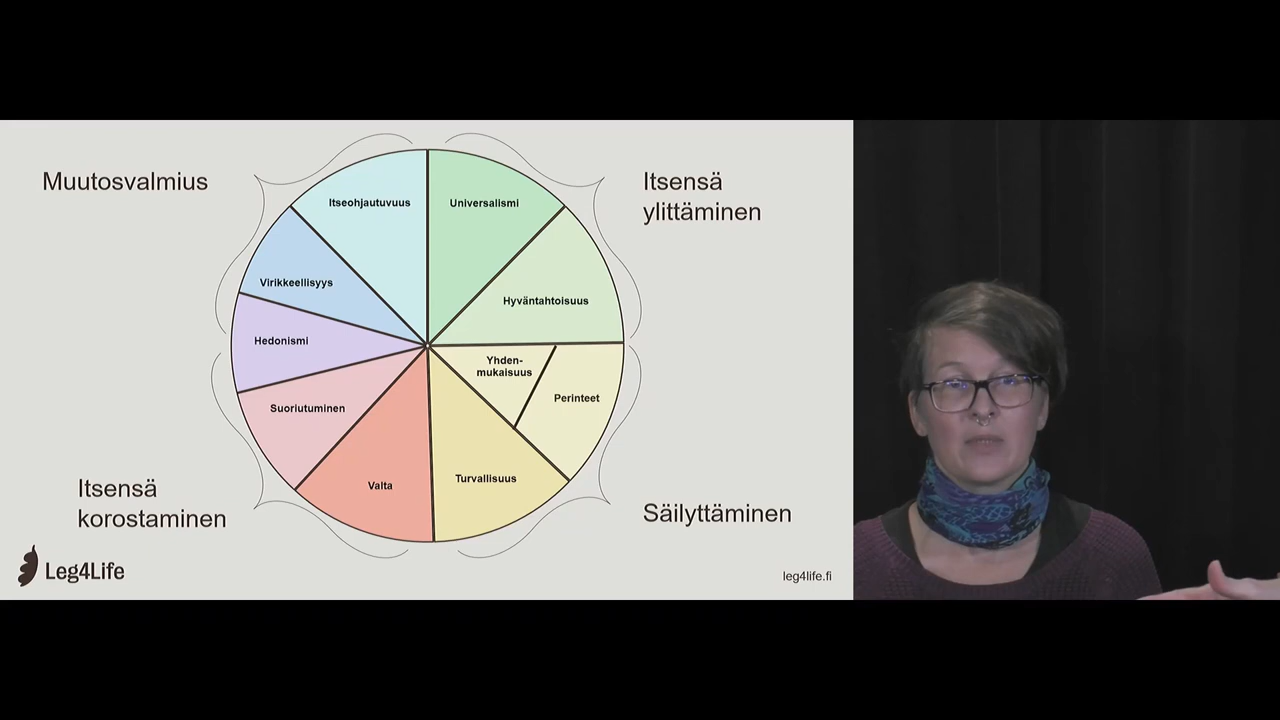 Muutosvalmius
Itsensä
ylittäminen
Itseohjautuvuus
Universalismi
Virikkeellisyys
Hyväntahtoisuus
Hedonismi
Yhden-
mukaisuus
Perinteet
Suoriutuminen
Valta
Turvallisuus
Itsensä
korostaminen
Säilyttäminen
Leg4Life
leg4life.fi